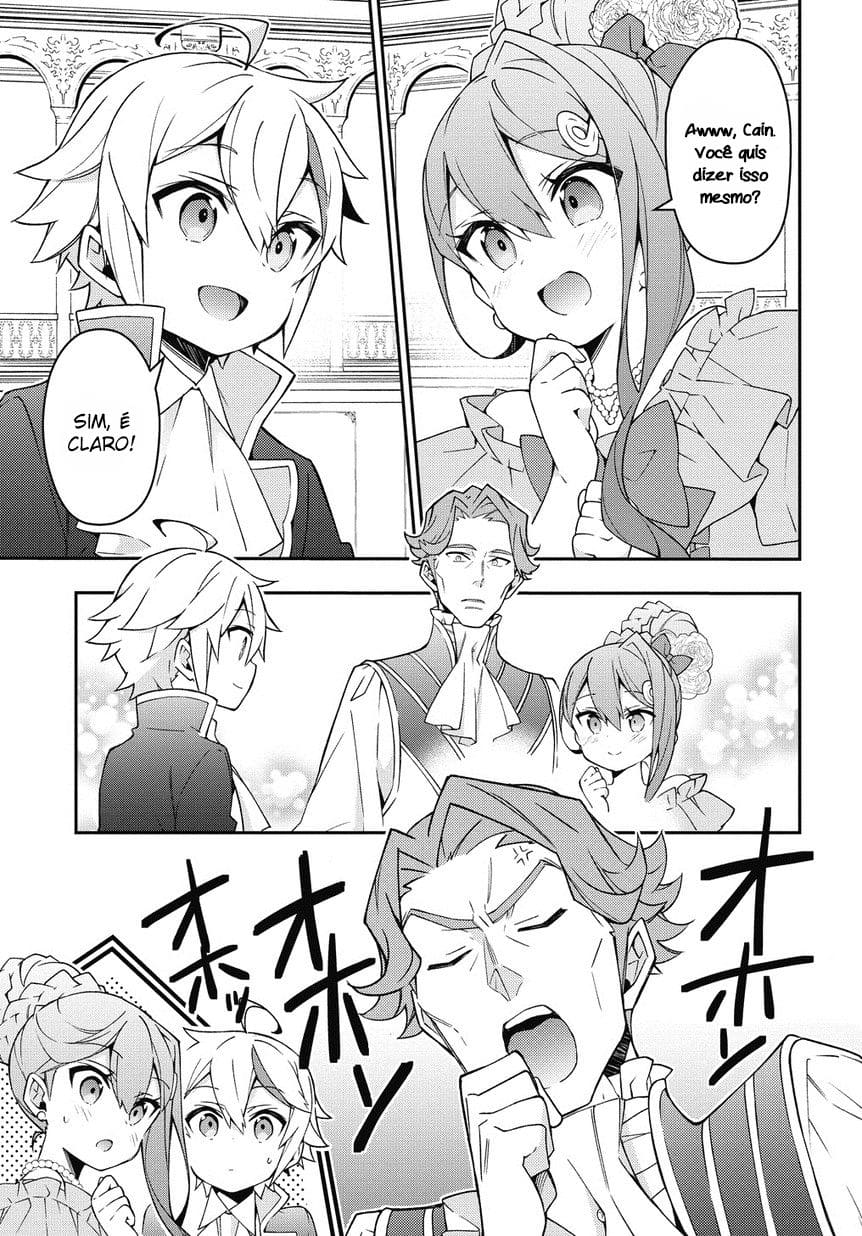 Awww, Cain.
Você quis
dizer isso
mesmo?
SIM, É
CLARO!
オホン
オホン
オホッ